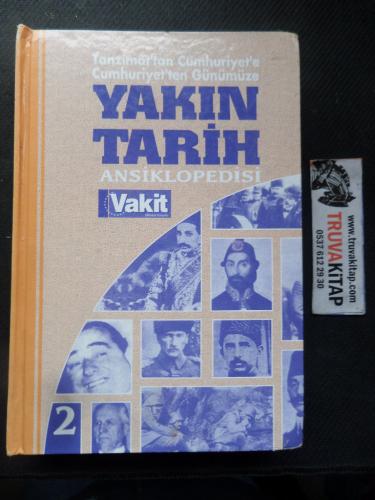 Tanzimât'tan Cumhuriyet'e
Cumhuriyet'ten Günümüze
YAKIN
TARİH
ANSİKLOPEDİSİ
Vakit
2
www.truvakitap.com
TRUVAKiTAP
0537 612 29 30